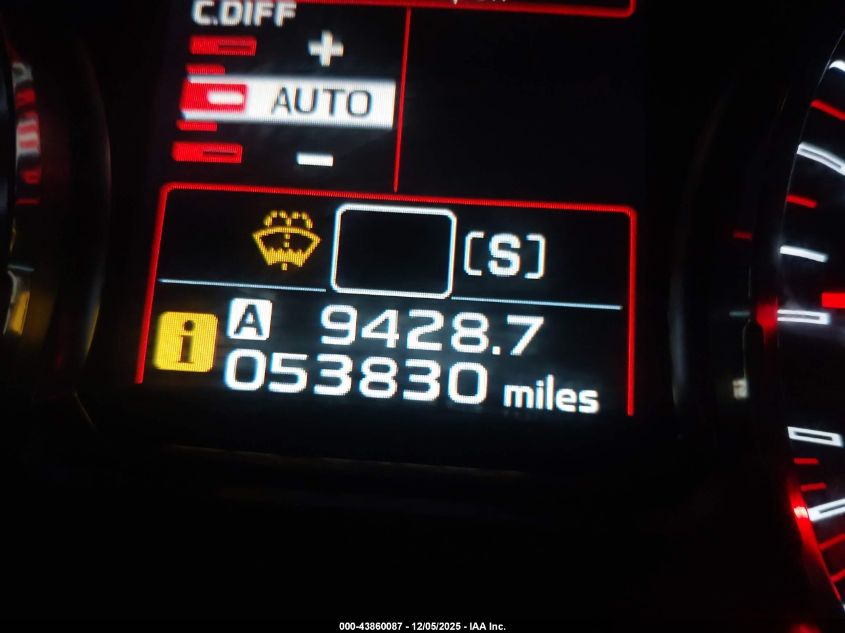 C.DIFF
+
AUTO
-
[S]
i A 9428.7
053830 miles
000-43860087 - 12/05/2025 - IAA Inc.